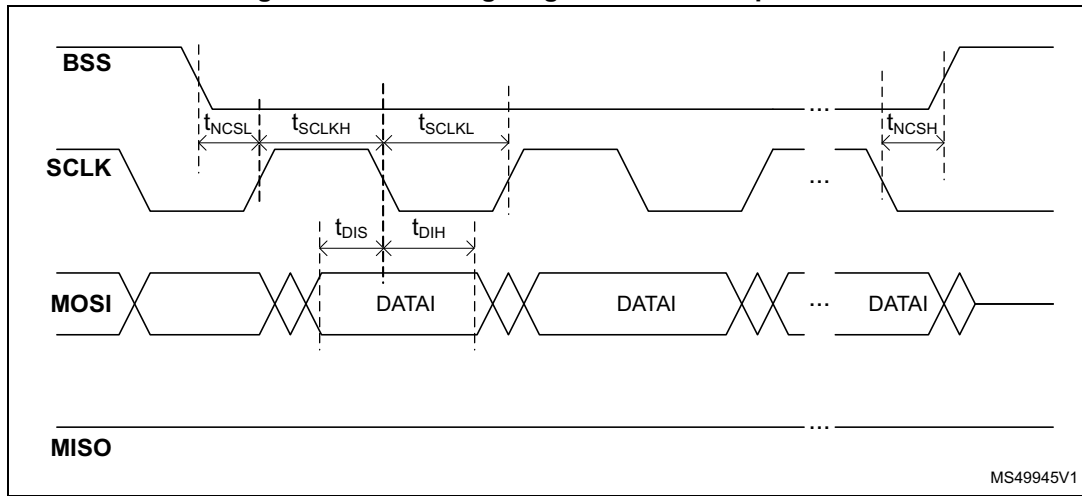 BSS
...
tNCSL tSCLKH tSCLKL tNCSH
SCLK
...
tDIS tDIH
MOSI DATAI DATAI ... DATAI
...
MISO
MS49945V1